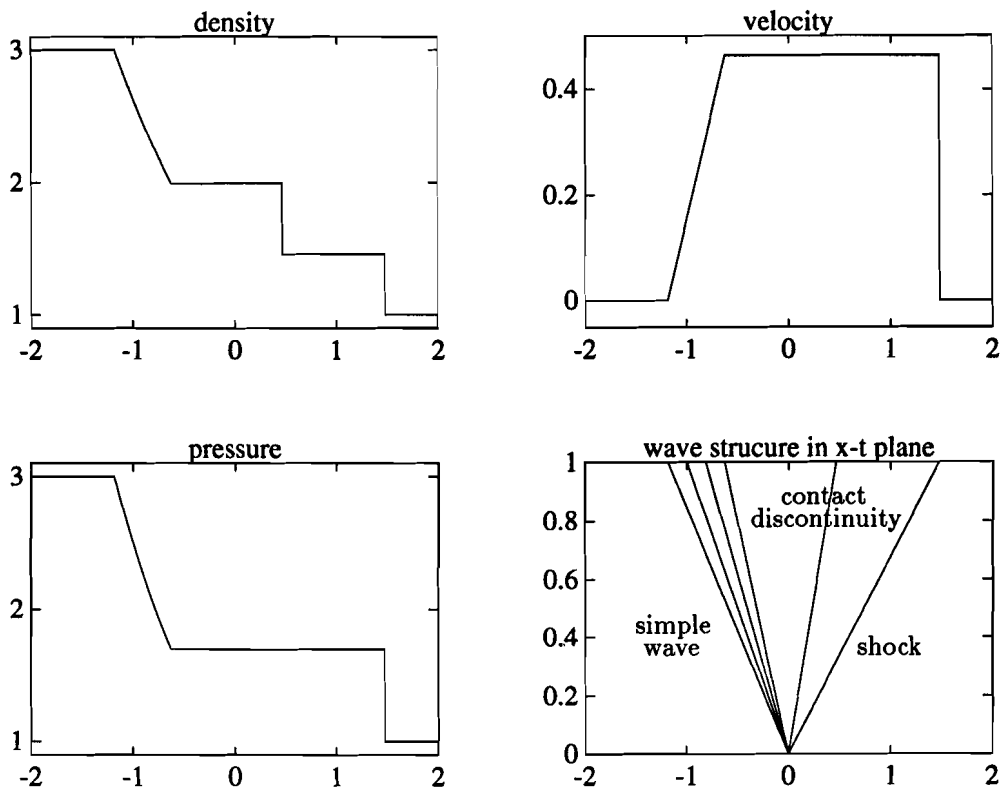 density
3
2
1
-2 -1 0 1 2
velocity
0.4
0.2
0
-2 -1 0 1 2
pressure
3
2
1
-2 -1 0 1 2
wave strucure in x-t plane
1
0.8
0.6
0.4
0.2
0
contact
discontinuity
simple
wave
shock
-2 -1 0 1 2